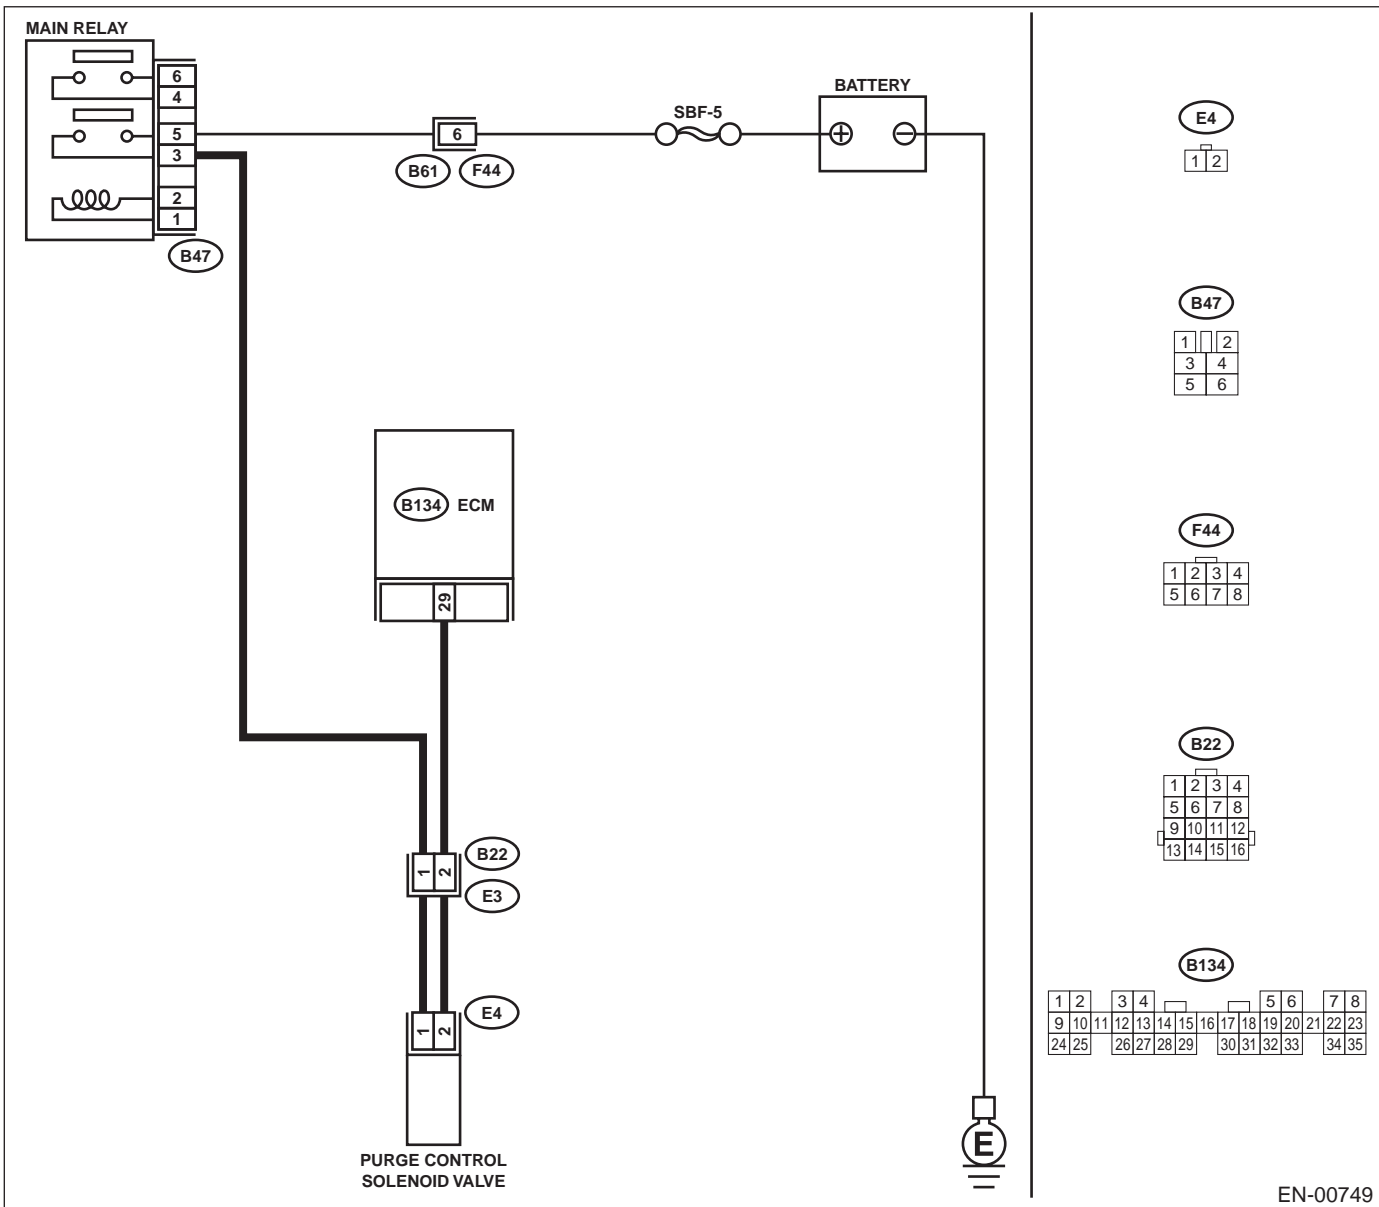 MAIN RELAY
6
4
5
3
2
1
B47
6
B61 F44
SBF-5
BATTERY
+ −
B134 ECM
29
1 2
B22
E3
1 2
E4
PURGE CONTROL
SOLENOID VALVE
E
E4
1 2
B47
1 2
3 4
5 6
F44
1 2 3 4
5 6 7 8
B22
1 2 3 4
5 6 7 8
9 10 11 12
13 14 15 16
B134
1 2 3 4 5 6 7 8
9 10 11 12 13 14 15 16 17 18 19 20 21 22 23
24 25 26 27 28 29 30 31 32 33 34 35
EN-00749